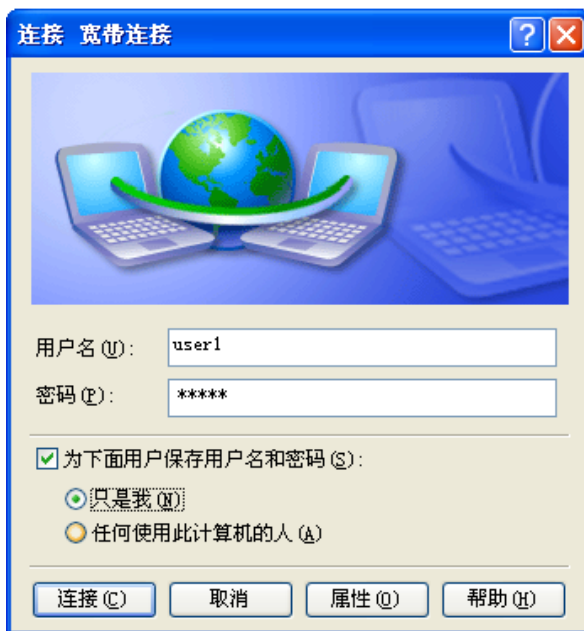 连接 宽带连接
用户名(U): user1
密码(P): *****
为下面用户保存用户名和密码(S):
只是我(N)
任何使用此计算机的人(A)
连接(C) 取消 属性(O) 帮助(H)